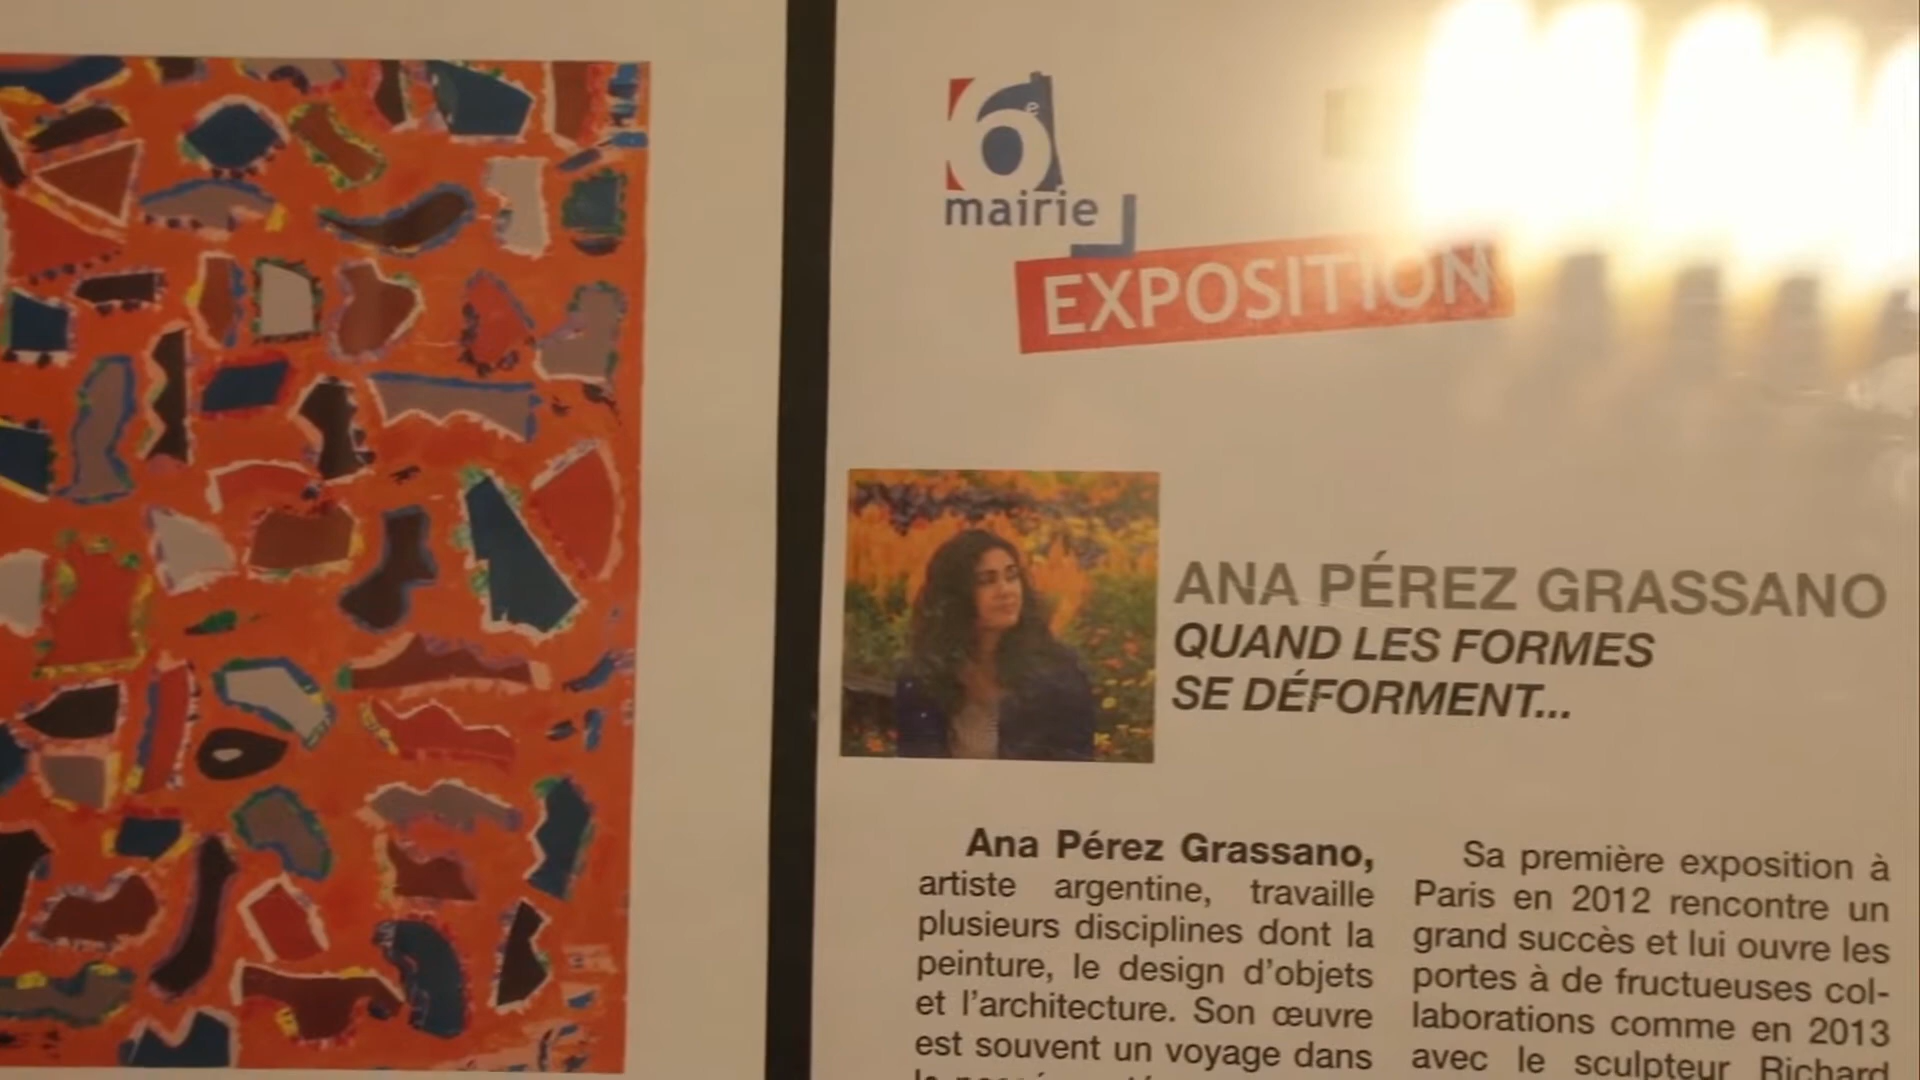 6e
mairie
EXPOSITION
ANA PÉREZ GRASSANO
QUAND LES FORMES
SE DÉFORMENT...
Ana Pérez Grassano,
artiste argentine, travaille
plusieurs disciplines dont la
peinture, le design d'objets
et l'architecture. Son œuvre
est souvent un voyage dans
Sa première exposition à
Paris en 2012 rencontre un
grand succès et lui ouvre les
portes à de fructueuses col-
laborations comme en 2013
avec le sculpteur Richard